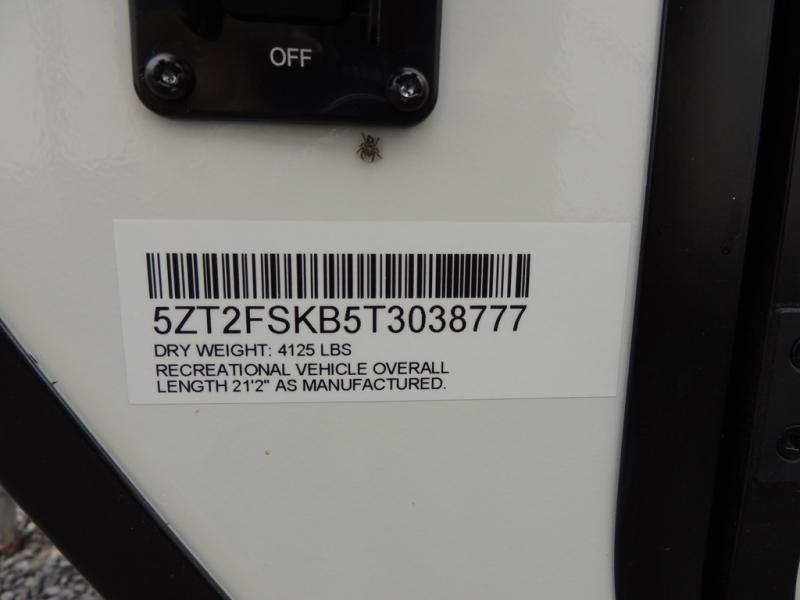 OFF
5ZT2FSKB5T3038777
DRY WEIGHT: 4125 LBS
RECREATIONAL VEHICLE OVERALL
LENGTH 21'2" AS MANUFACTURED.